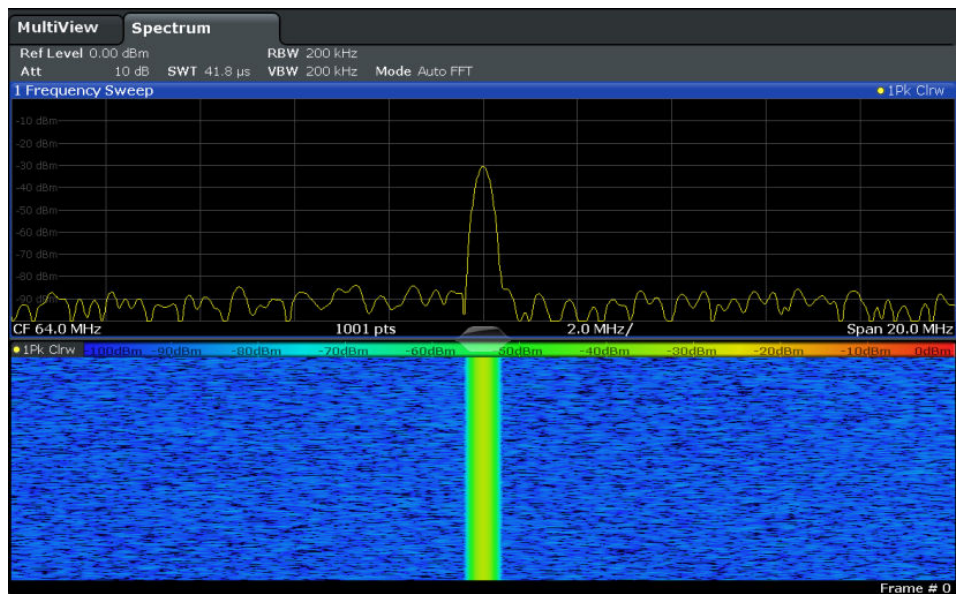 MultiView Spectrum
Ref Level 0.00 dBm RBW 200 kHz
Att 10 dB SWT 41.8 µs VBW 200 kHz Mode Auto FFT
1 Frequency Sweep 1Pk Clrw
-10 dBm
-20 dBm
-30 dBm
-40 dBm
-50 dBm
-60 dBm
-70 dBm
-80 dBm
-90 dBm
CF 64.0 MHz 1001 pts 2.0 MHz/ Span 20.0 MHz
1Pk Clrw -100dBm -90dBm -80dBm -70dBm -60dBm -50dBm -40dBm -30dBm -20dBm -10dBm 0dBm
Frame # 0